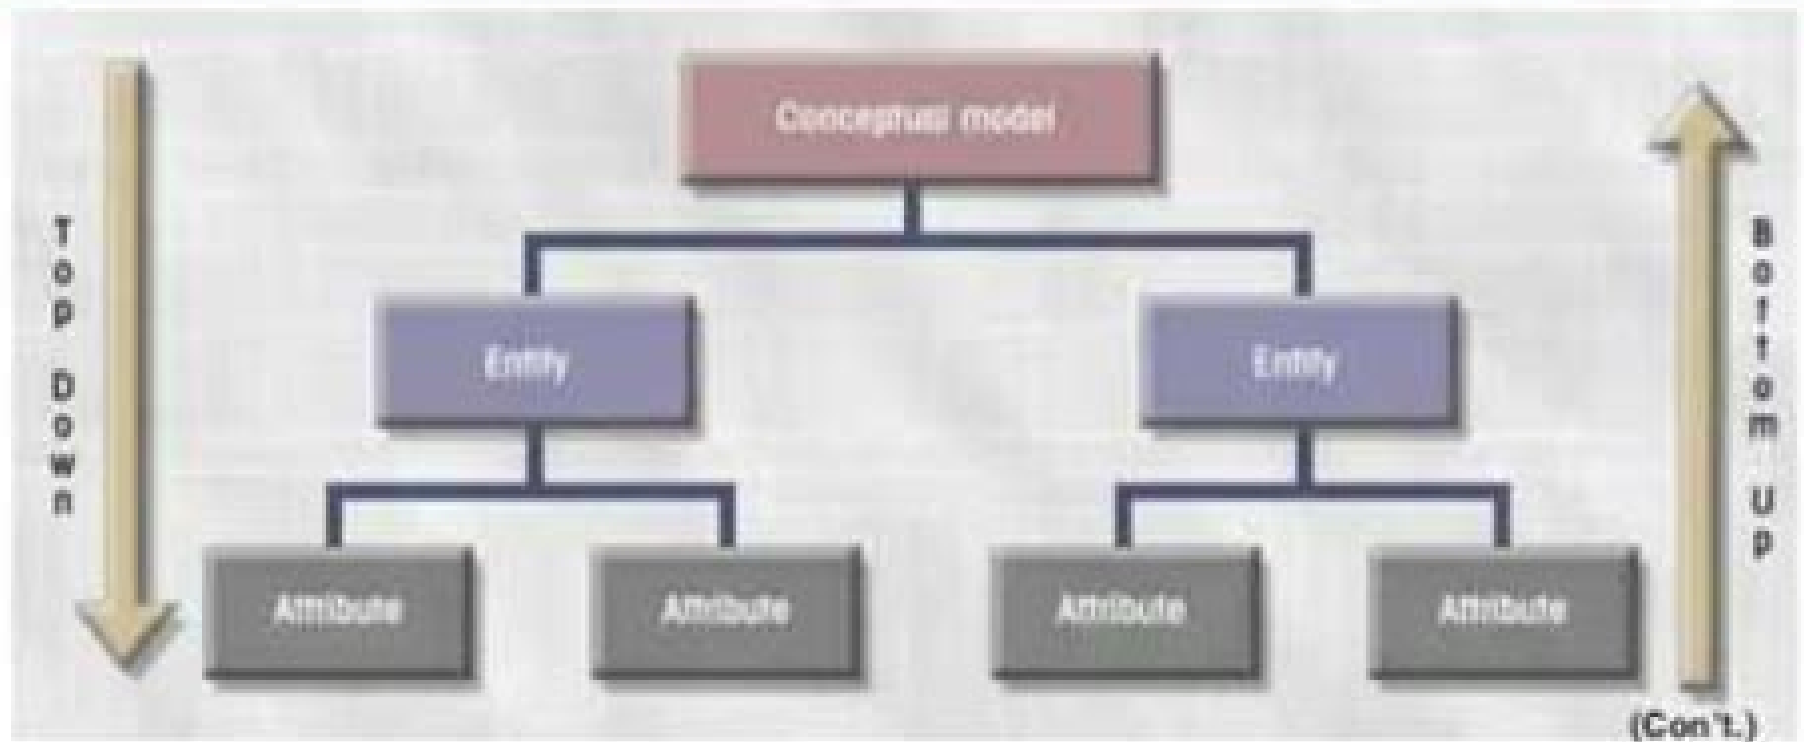 Conceptual model
Top Down
Bottom Up
Entity
Entity
Attribute
Attribute
Attribute
Attribute
(Con't.)